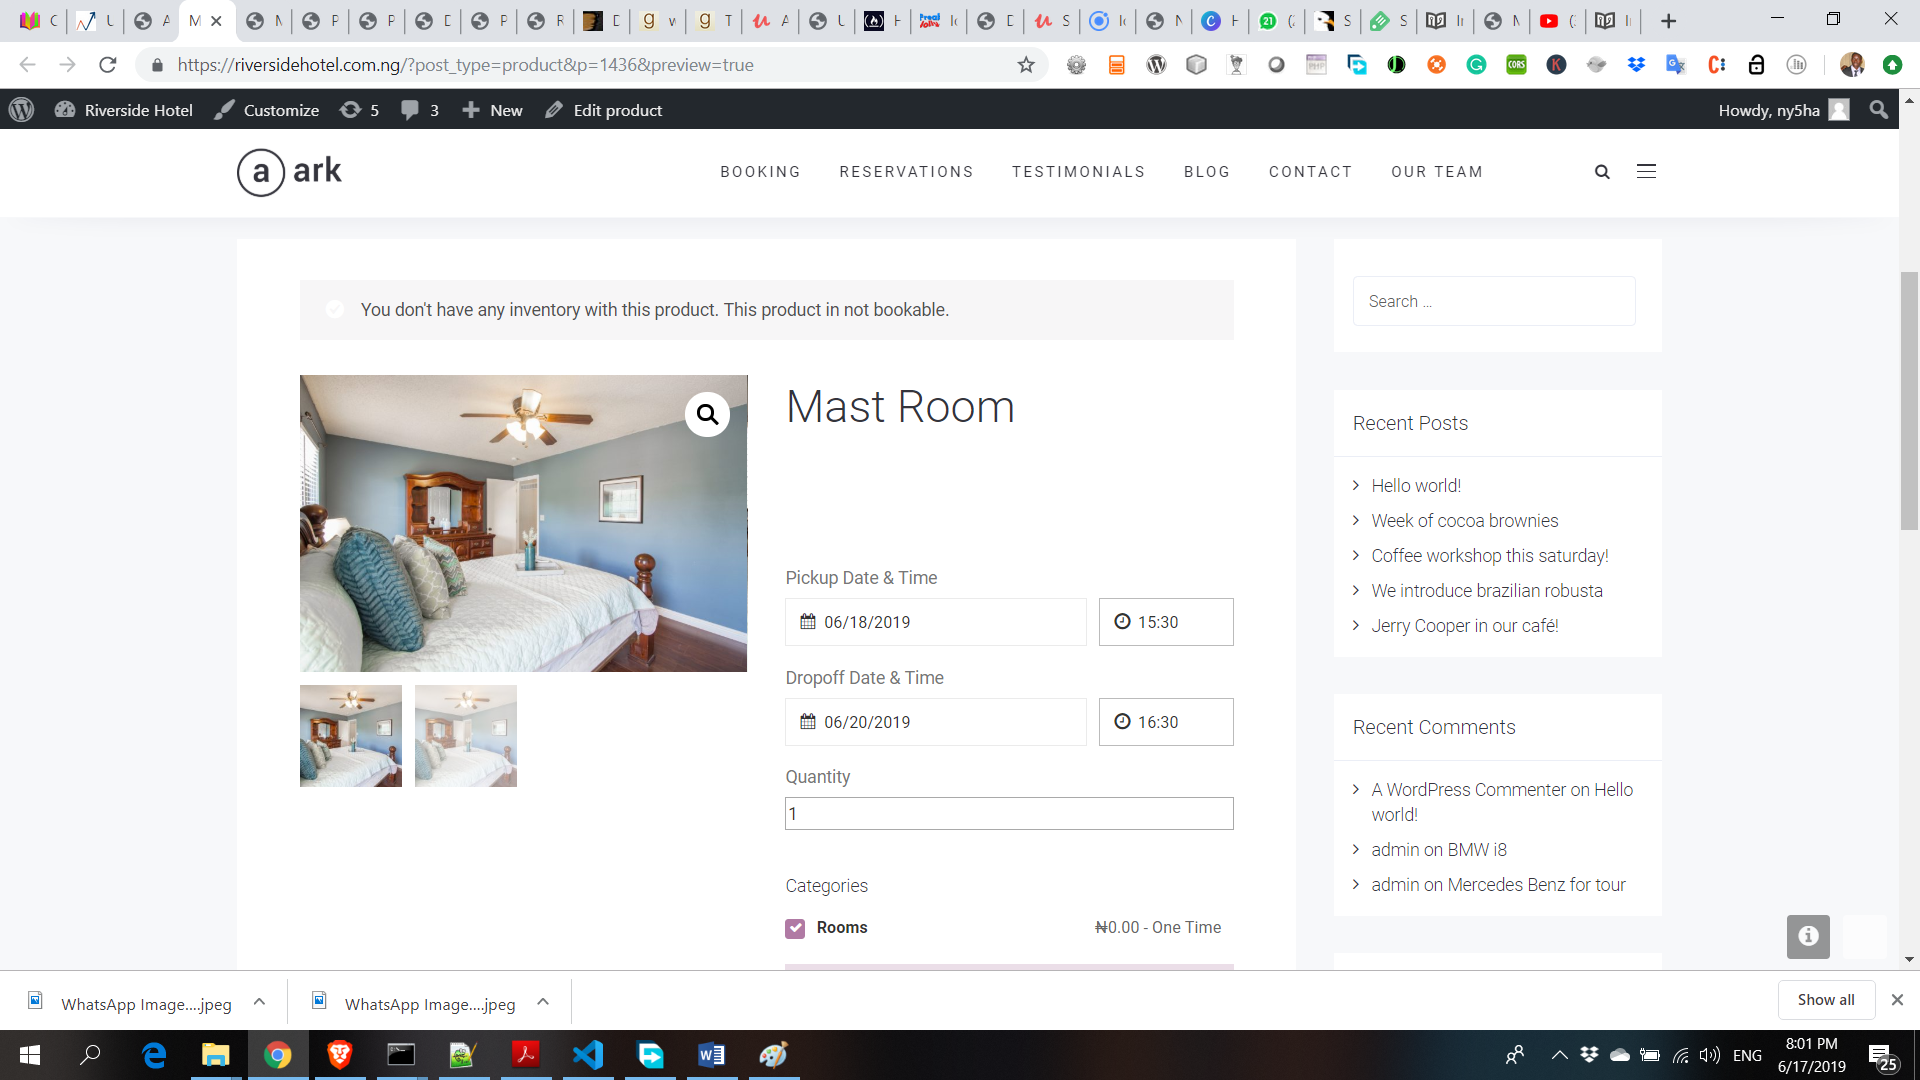 https://riversidehotel.com.ng/?post_type=product&p=1436&preview=true
Riverside Hotel
Customize
5
3
New
Edit product
Howdy, ny5ha
a ark
BOOKING
RESERVATIONS
TESTIMONIALS
BLOG
CONTACT
OUR TEAM
You don't have any inventory with this product. This product in not bookable.
Mast Room
Pickup Date & Time
06/18/2019
15:30
Dropoff Date & Time
06/20/2019
16:30
Quantity
1
Categories
Rooms
₦0.00 - One Time
Search ...
Recent Posts
Hello world!
Week of cocoa brownies
Coffee workshop this saturday!
We introduce brazilian robusta
Jerry Cooper in our café!
Recent Comments
A WordPress Commenter on Hello
world!
admin on BMW i8
admin on Mercedes Benz for tour
WhatsApp Image....jpeg
WhatsApp Image....jpeg
Show all
ENG
8:01 PM
6/17/2019
25